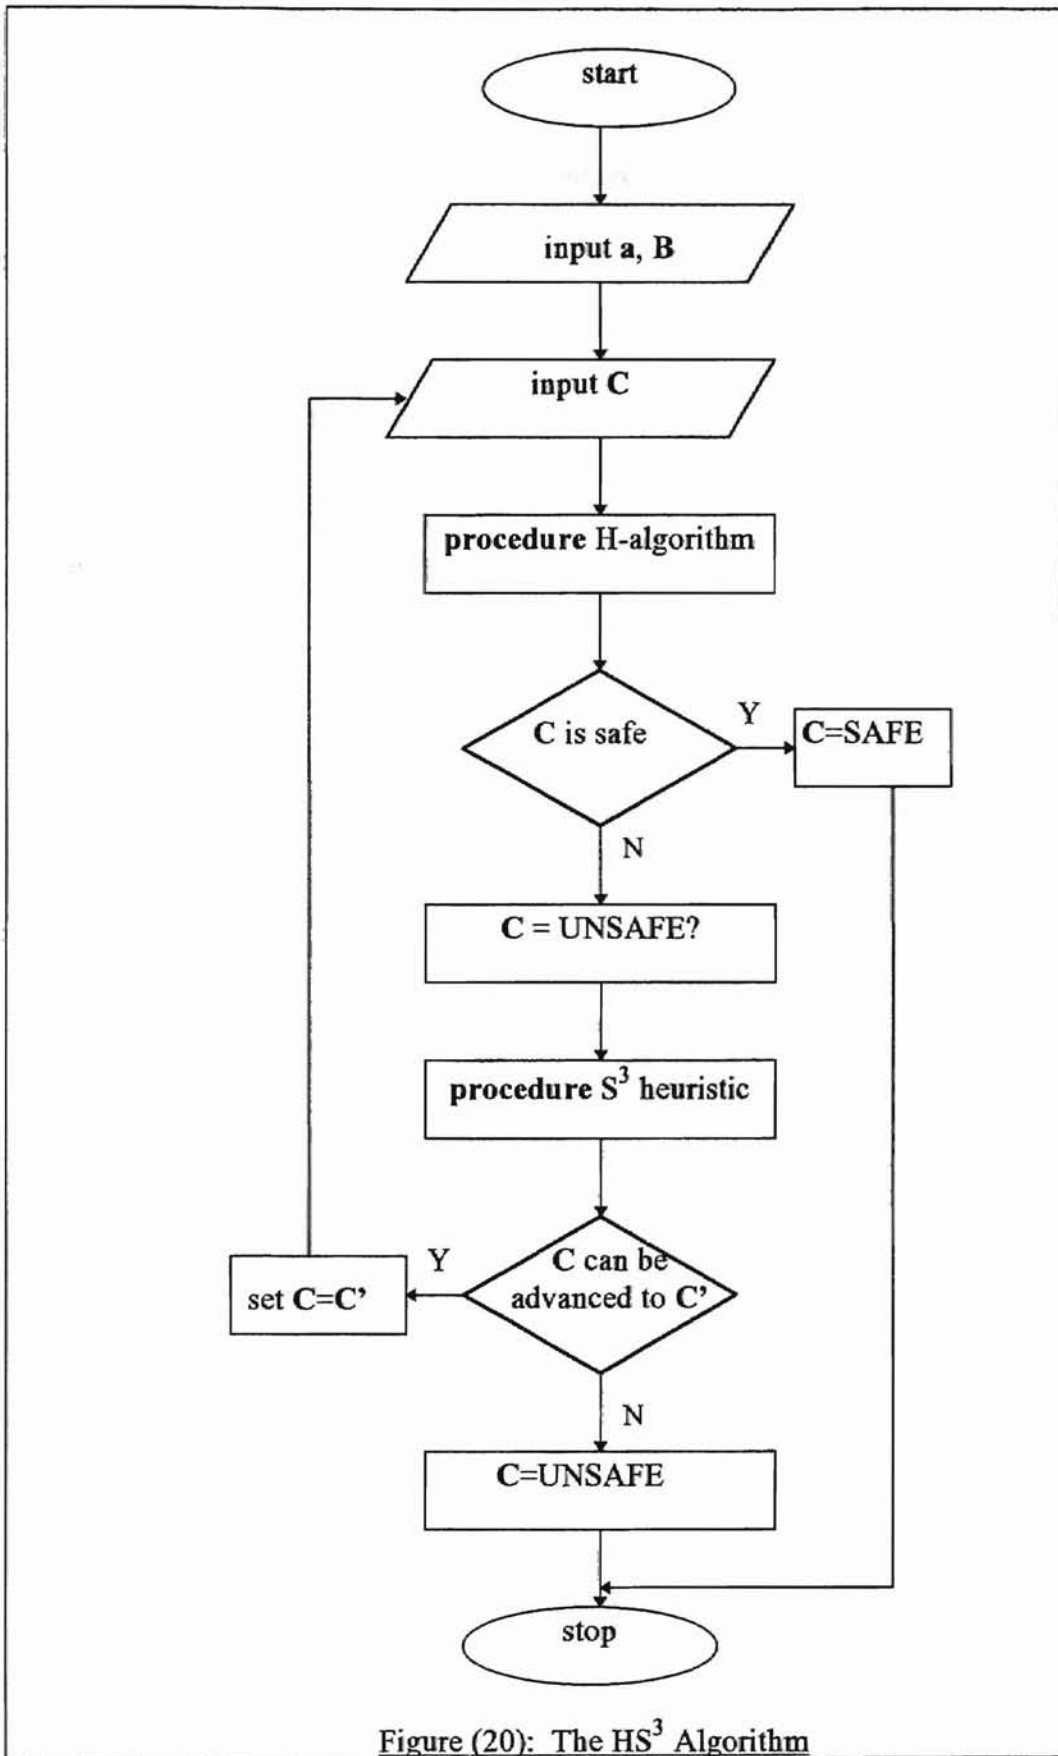 start
input a, B
input C
procedure H-algorithm
C is safe
Y
C=SAFE
N
C = UNSAFE?
procedure S³ heuristic
C can be
advanced to C'
Y
set C=C'
N
C=UNSAFE
stop
Figure (20): The HS³ Algorithm